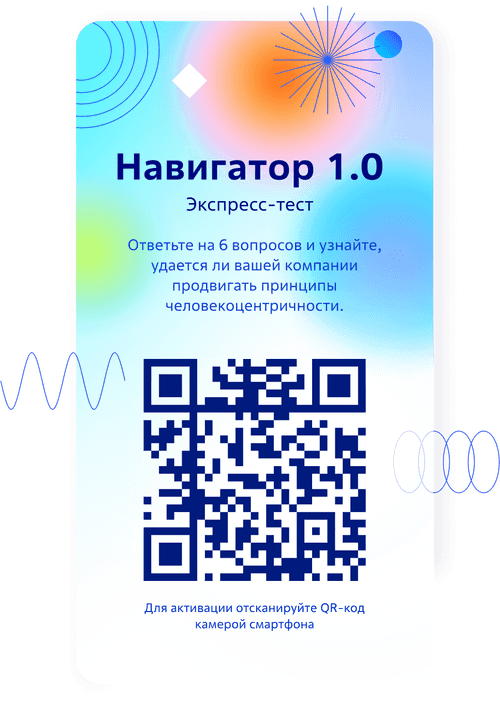 Навигатор 1.0
Экспресс-тест
Ответьте на 6 вопросов и узнайте,
удается ли вашей компании
продвигать принципы
человекоцентричности.
Для активации отсканируйте QR-код
камерой смартфона